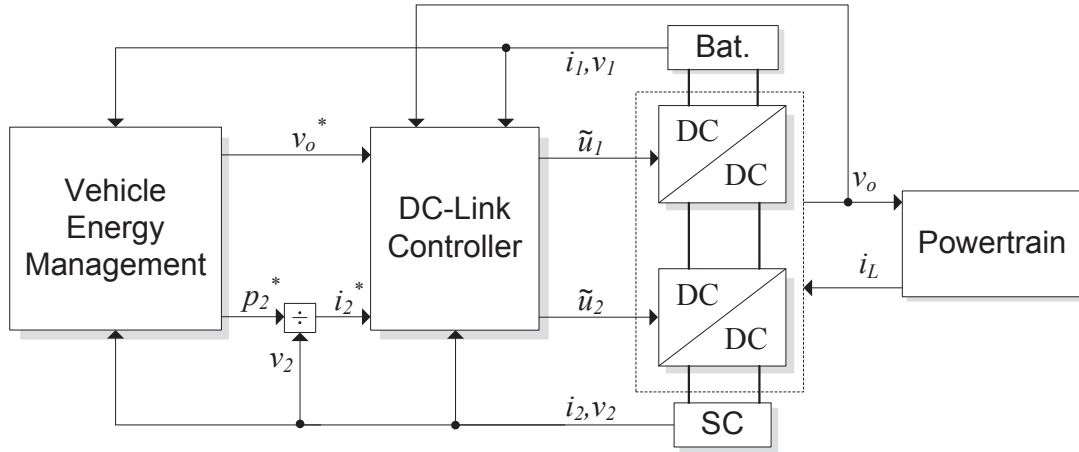 Bat.
i1,v1
vo*
ũ1
DC
DC
Vehicle
Energy
Management
DC-Link
Controller
vo
Powertrain
iL
p2*
÷
i2*
ũ2
DC
DC
v2
i2,v2
SC